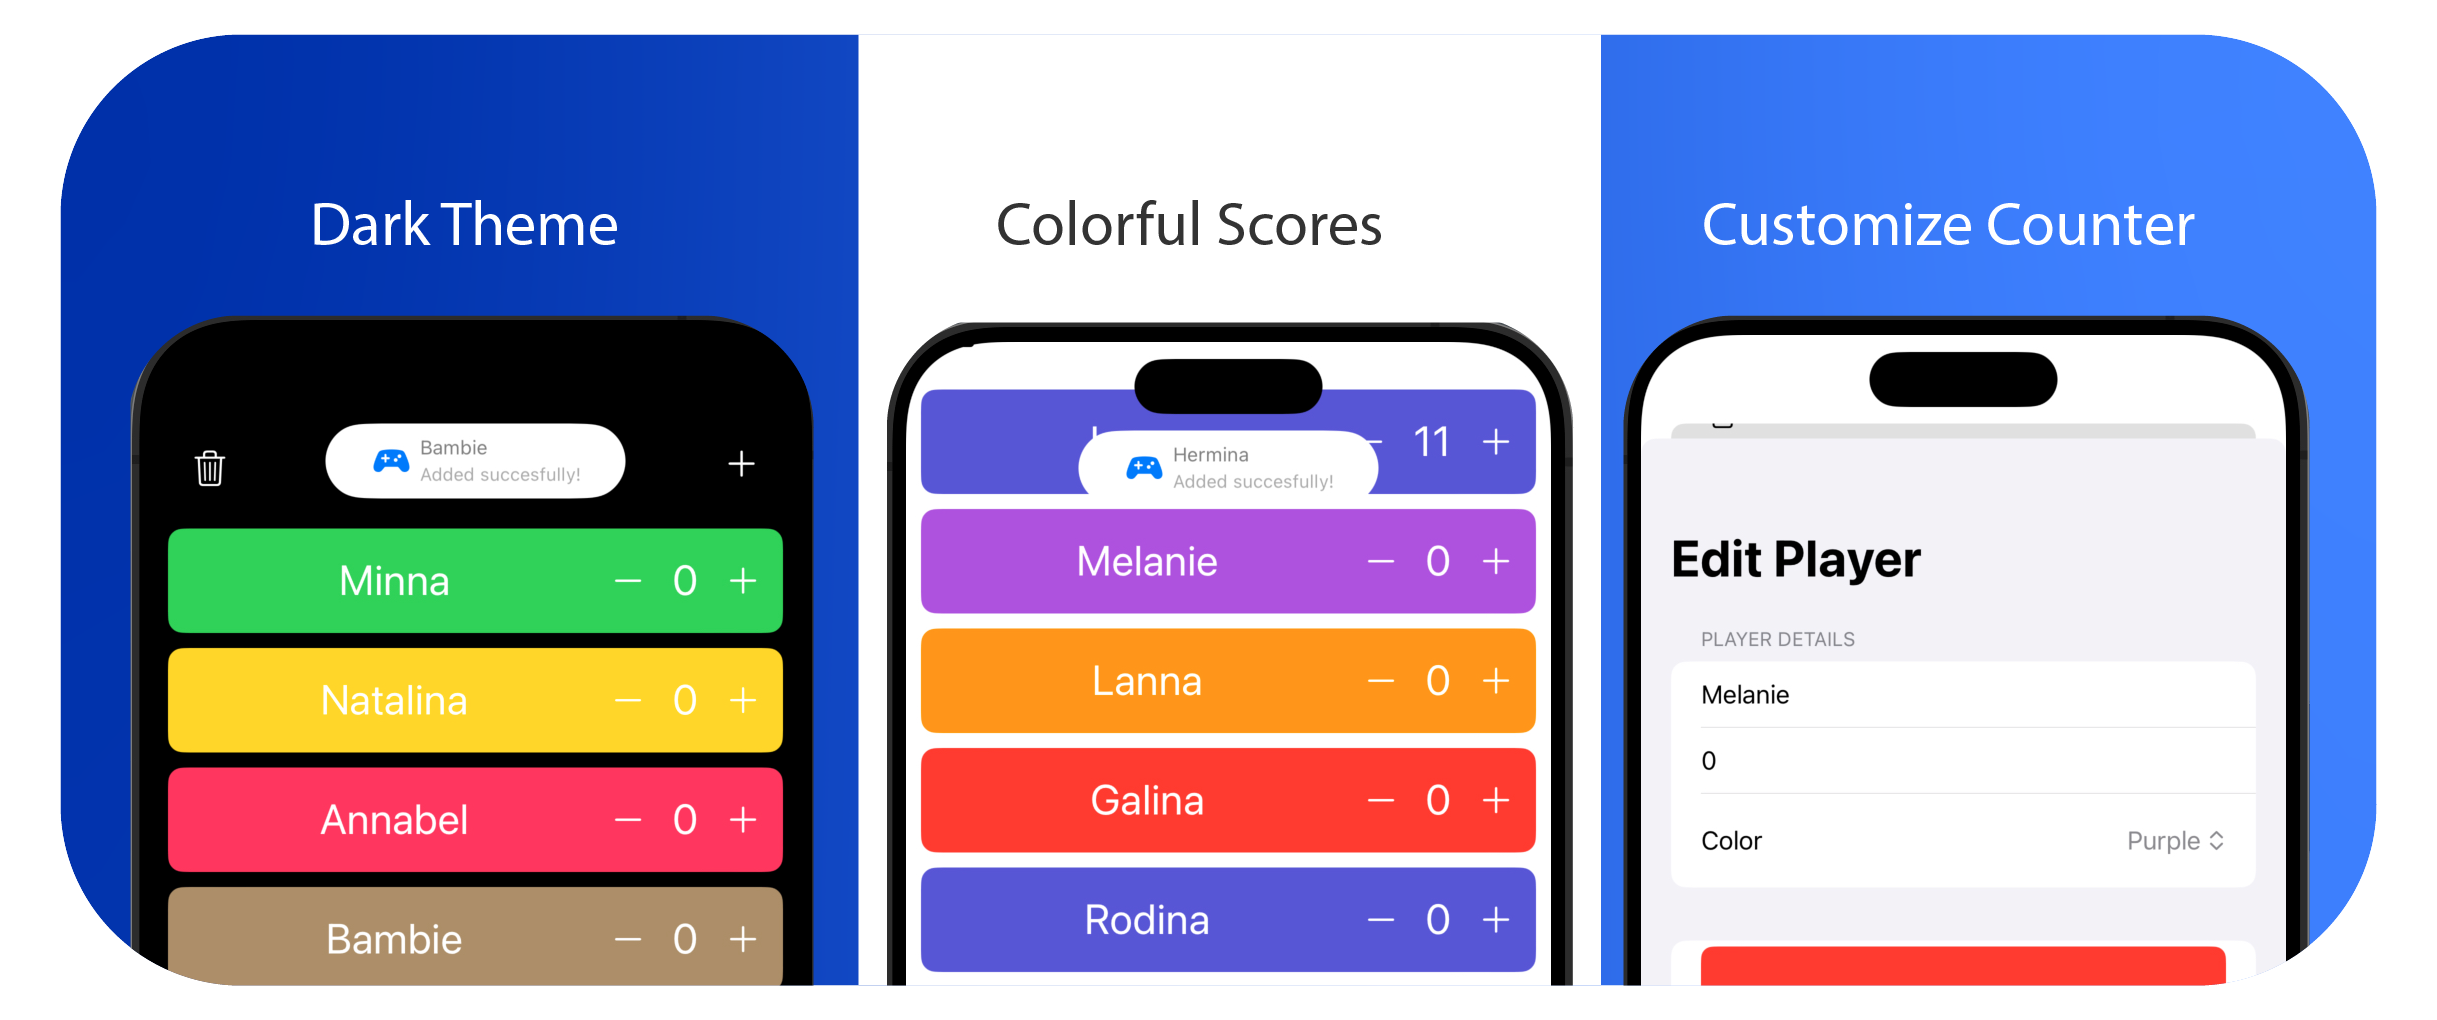 Dark Theme
Bambie
Added succesfully!
Minna
0
Natalina
0
Annabel
0
Bambie
0
Colorful Scores
11
Hermina
Added succesfully!
Melanie
0
Lanna
0
Galina
0
Rodina
0
Customize Counter
Edit Player
PLAYER DETAILS
Melanie
0
Color Purple